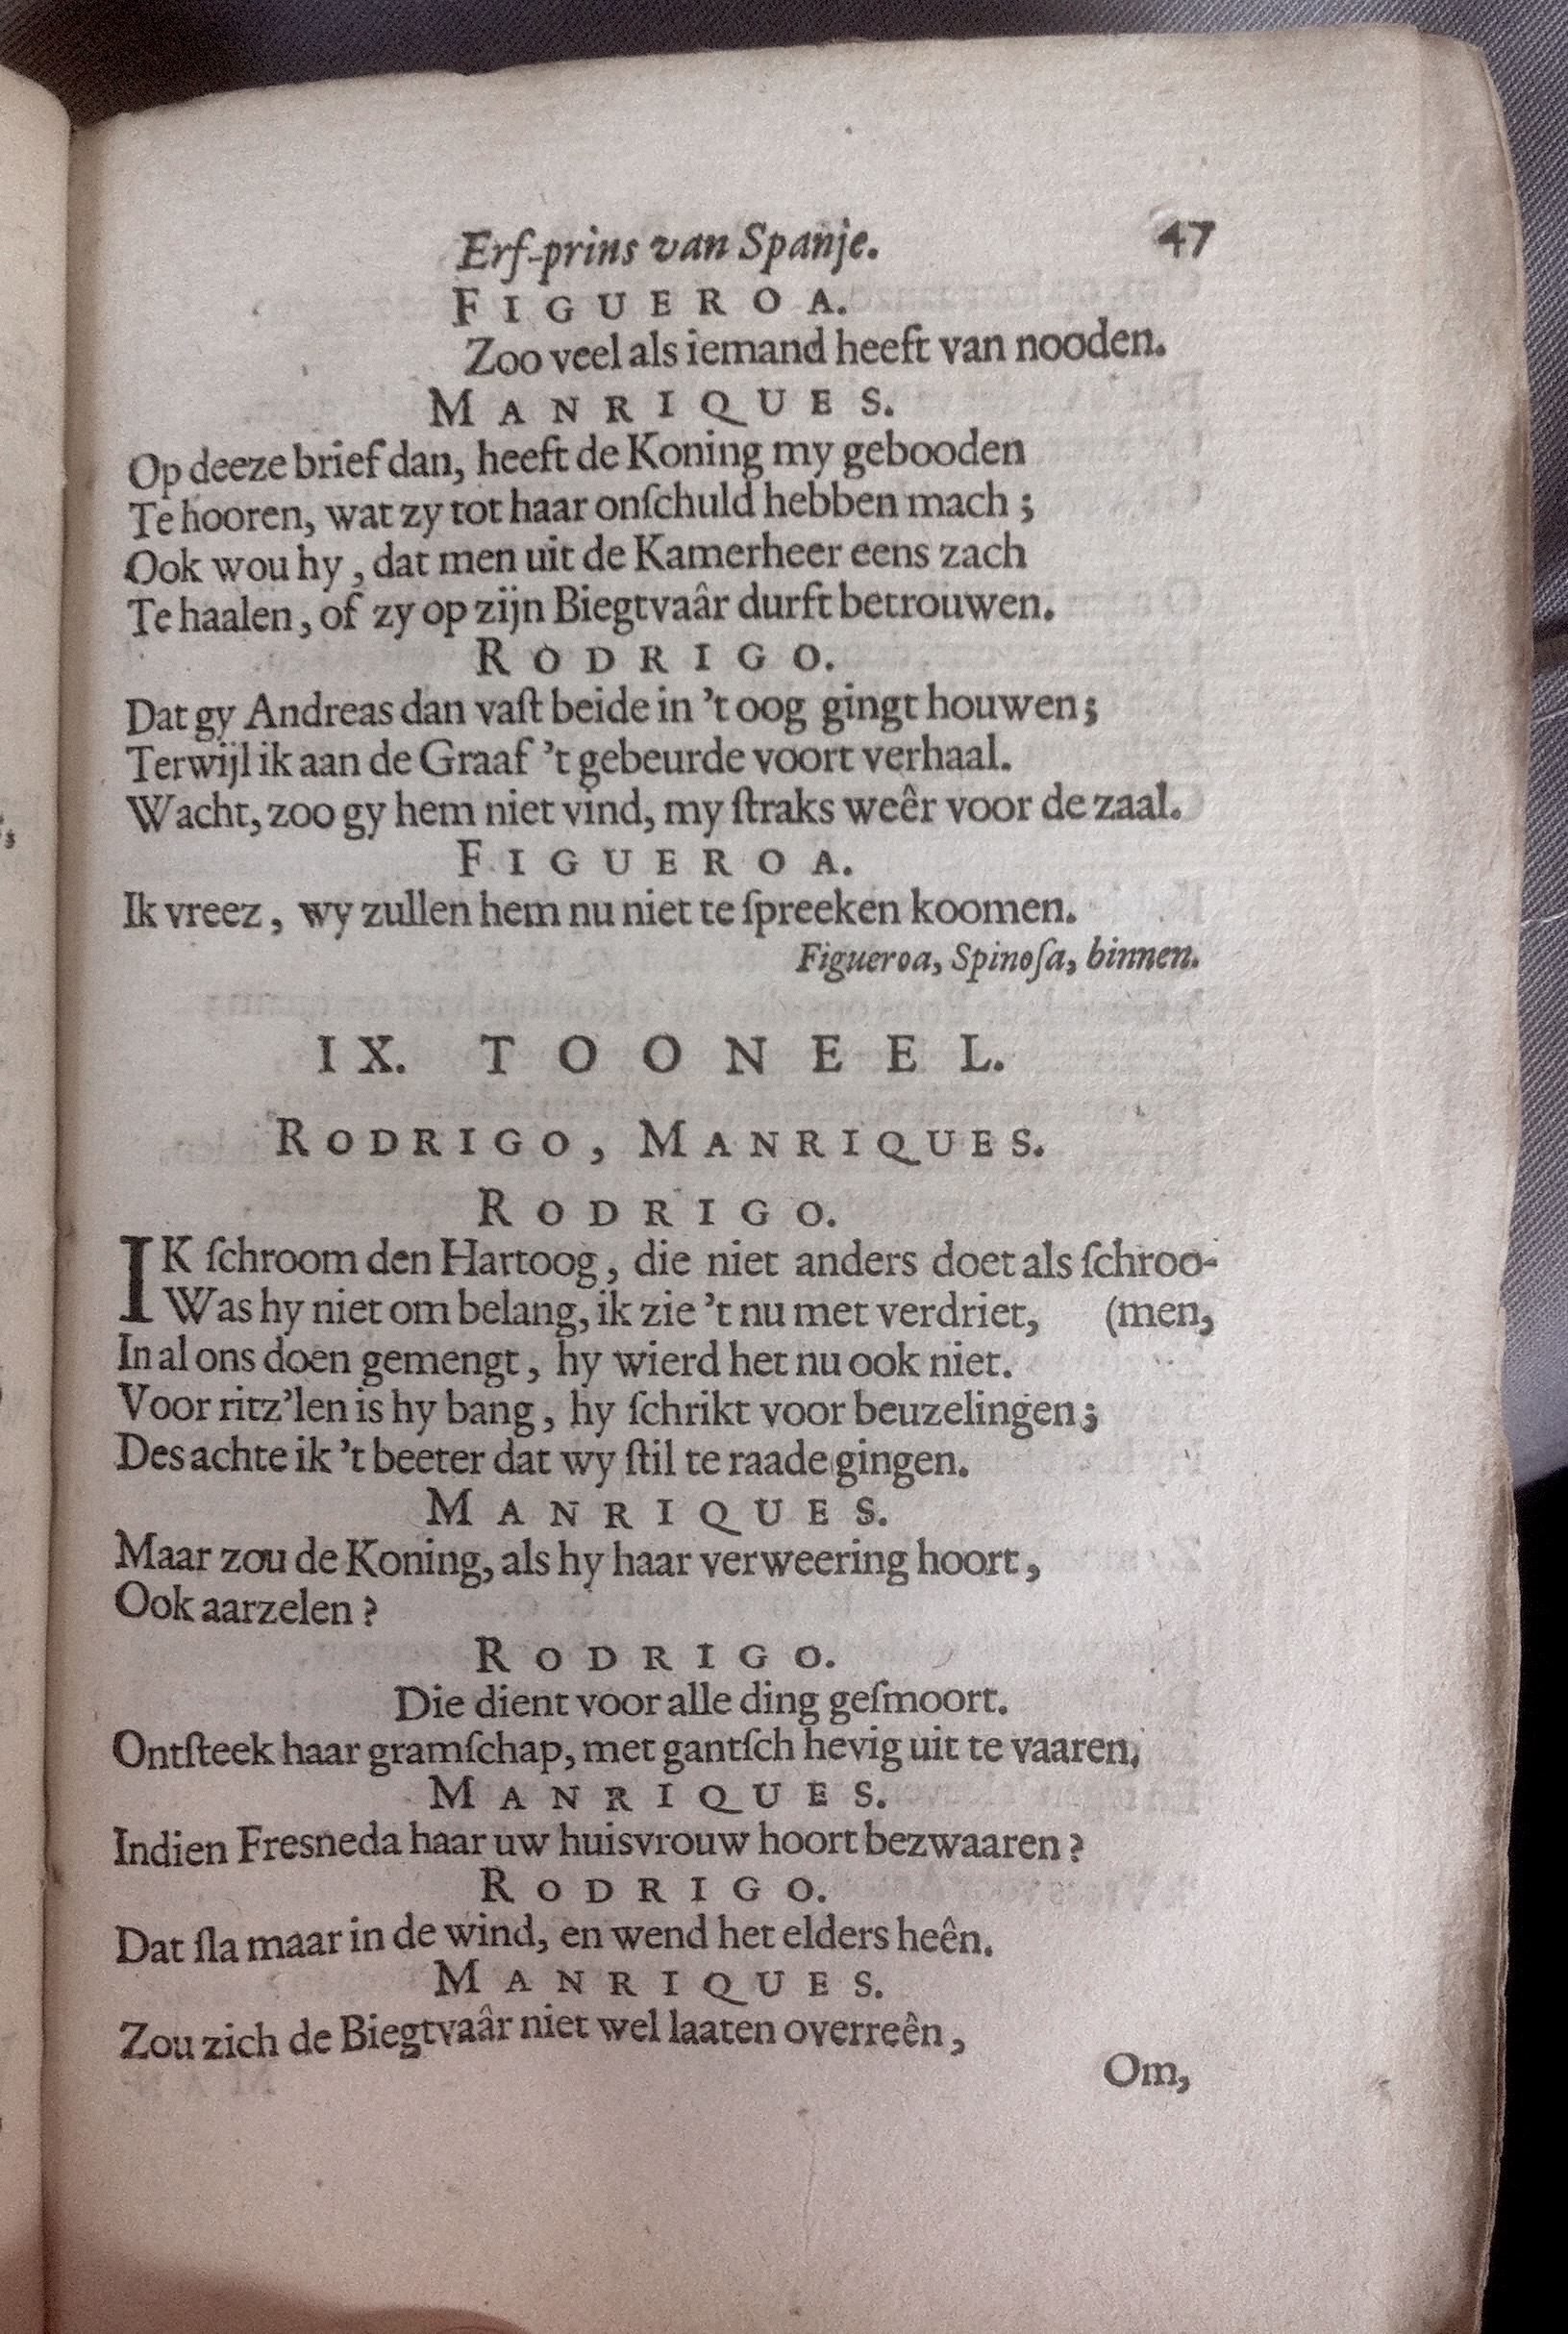 Erf-prins van Spanje. 47
FIGUEROA.
Zoo veel als iemand heeft van nooden.
MANRIQUES.
Op deeze brief dan, heeft de Koning my gebooden
Te hooren, wat zy tot haar onſchuld hebben mach;
Ook wou hy, dat men uit de Kamerheer eens zach
Te haalen, of zy op zijn Biegtvaâr durft betrouwen.
RODRIGO.
Dat gy Andreas dan vaſt beide in 't oog gingt houwen;
Terwijl ik aan de Graaf 't gebeurde voort verhaal.
Wacht, zoo gy hem niet vind, my ſtraks weêr voor de zaal.
FIGUEROA.
Ik vreez, wy zullen hem nu niet te ſpreeken koomen.
Figueroa, Spinoſa, binnen.
IX. TOONEEL.
RODRIGO, MANRIQUES.
RODRIGO.
IK ſchroom den Hartoog, die niet anders doet als ſchroo-
Was hy niet om belang, ik zie 't nu met verdriet, (men,
In al ons doen gemengt, hy wierd het nu ook niet.
Voor ritz'len is hy bang, hy ſchrikt voor beuzelingen;
Des achte ik 't beeter dat wy ſtil te raade gingen.
MANRIQUES.
Maar zou de Koning, als hy haar verweering hoort,
Ook aarzelen?
RODRIGO.
Die dient voor alle ding geſmoort.
Ontſteek haar gramſchap, met gantſch hevig uit te vaaren.
MANRIQUES.
Indien Fresneda haar uw huisvrouw hoort bezwaaren?
RODRIGO.
Dat ſla maar in de wind, en wend het elders heên.
MANRIQUES.
Zou zich de Biegtvaâr niet wel laaten overreên,
Om,